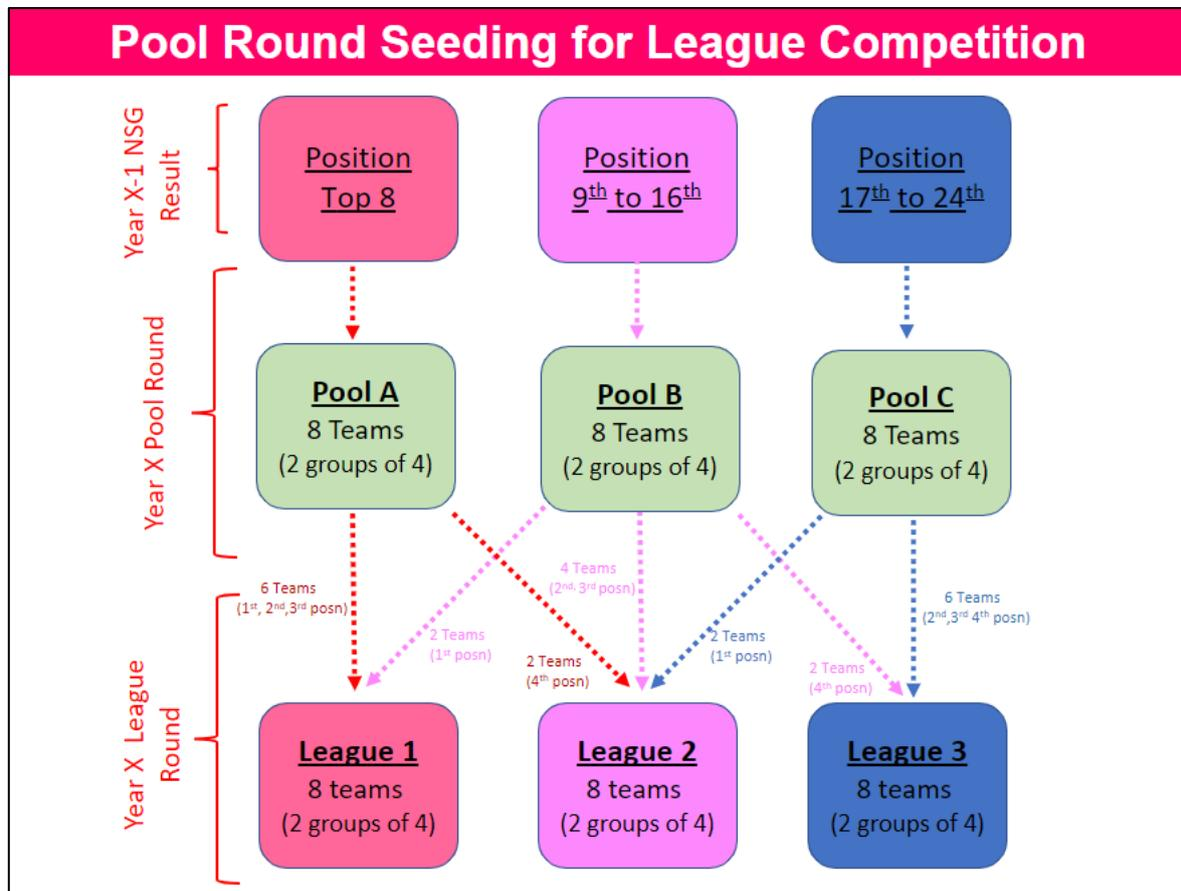 Pool Round Seeding for League Competition
Year X-1 NSG
Result
Position
Top 8
Position
9th to 16th
Position
17th to 24th
Year X Pool Round
Pool A
8 Teams
(2 groups of 4)
Pool B
8 Teams
(2 groups of 4)
Pool C
8 Teams
(2 groups of 4)
6 Teams
(1st, 2nd,3rd posn)
2 Teams
(1st posn)
4 Teams
(2nd, 3rd posn)
2 Teams
(4th posn)
2 Teams
(1st posn)
2 Teams
(4th posn)
6 Teams
(2nd,3rd 4th posn)
Year X League
Round
League 1
8 teams
(2 groups of 4)
League 2
8 teams
(2 groups of 4)
League 3
8 teams
(2 groups of 4)